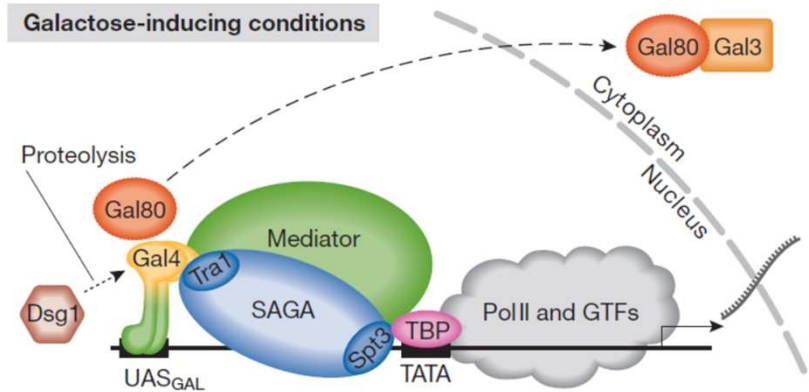 Galactose-inducing conditions
Gal80 Gal3
Cytoplasm
Nucleus
Proteolysis
Gal80
Mediator
Gal4
Tra1
Dsg1
SAGA
Spt3
TBP
PolII and GTFs
UASGAL
TATA